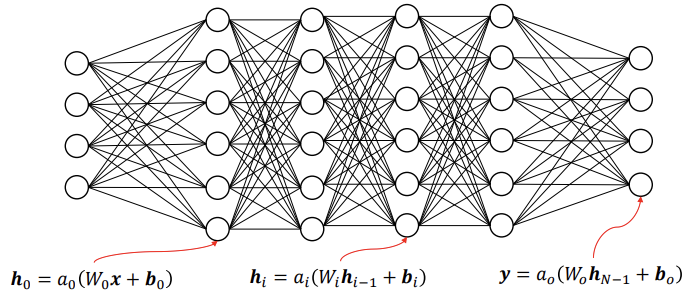 𝒉₀ = 𝑎₀(𝑊₀𝒙 + 𝒃₀)
𝒉ᵢ = 𝑎ᵢ(𝑊ᵢ𝒉ᵢ₋₁ + 𝒃ᵢ)
𝒚 = 𝑎ₒ(𝑊ₒ𝒉_{N−1} + 𝒃ₒ)